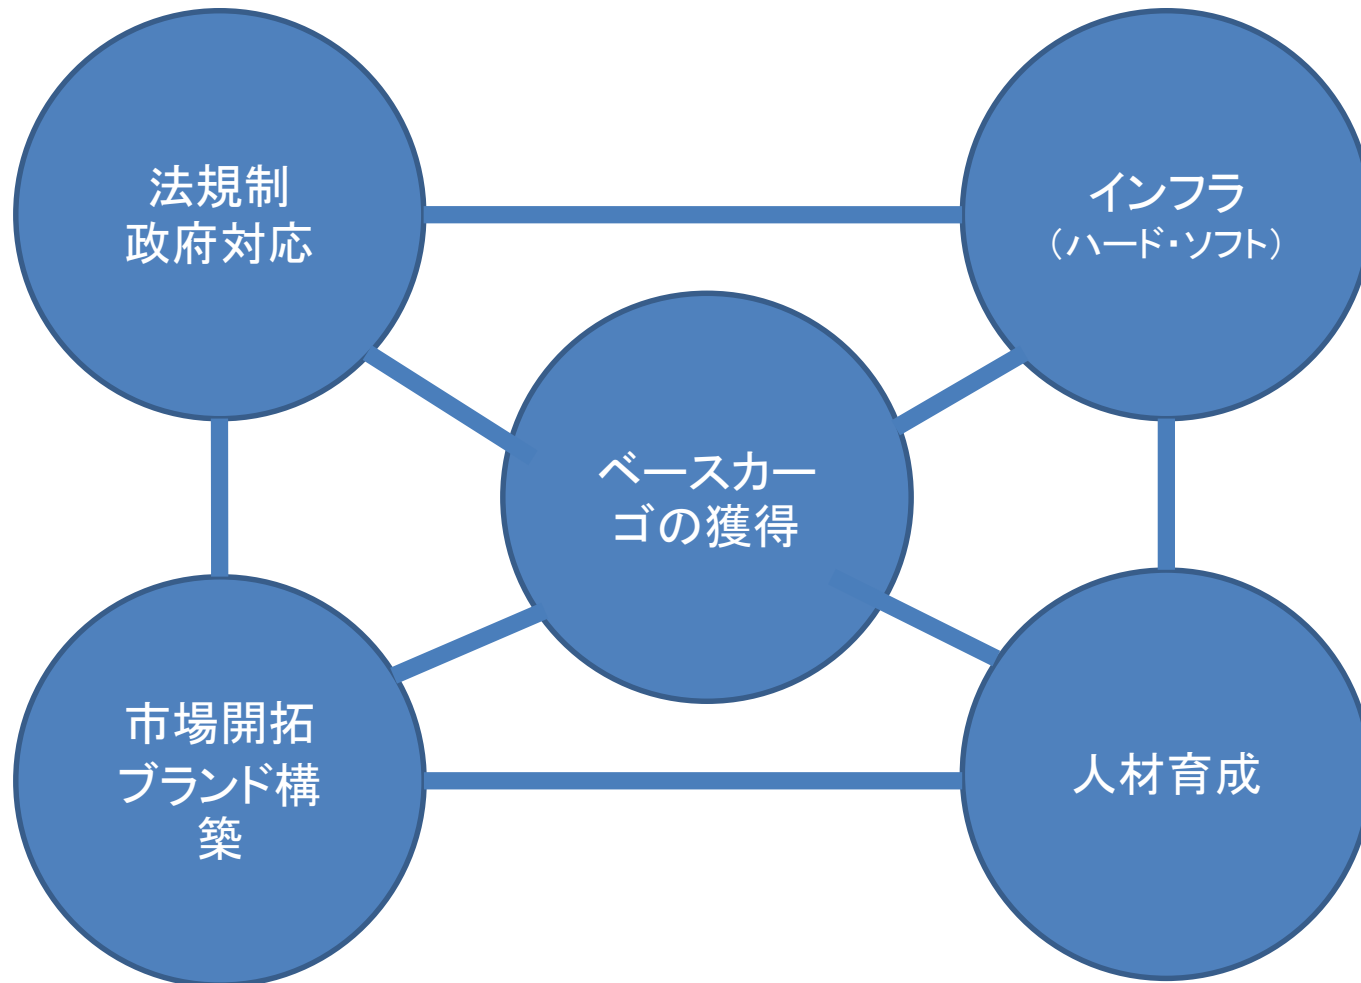 法規制
政府対応
インフラ
（ハード・ソフト）
ベースカー
ゴの獲得
市場開拓
ブランド構
築
人材育成